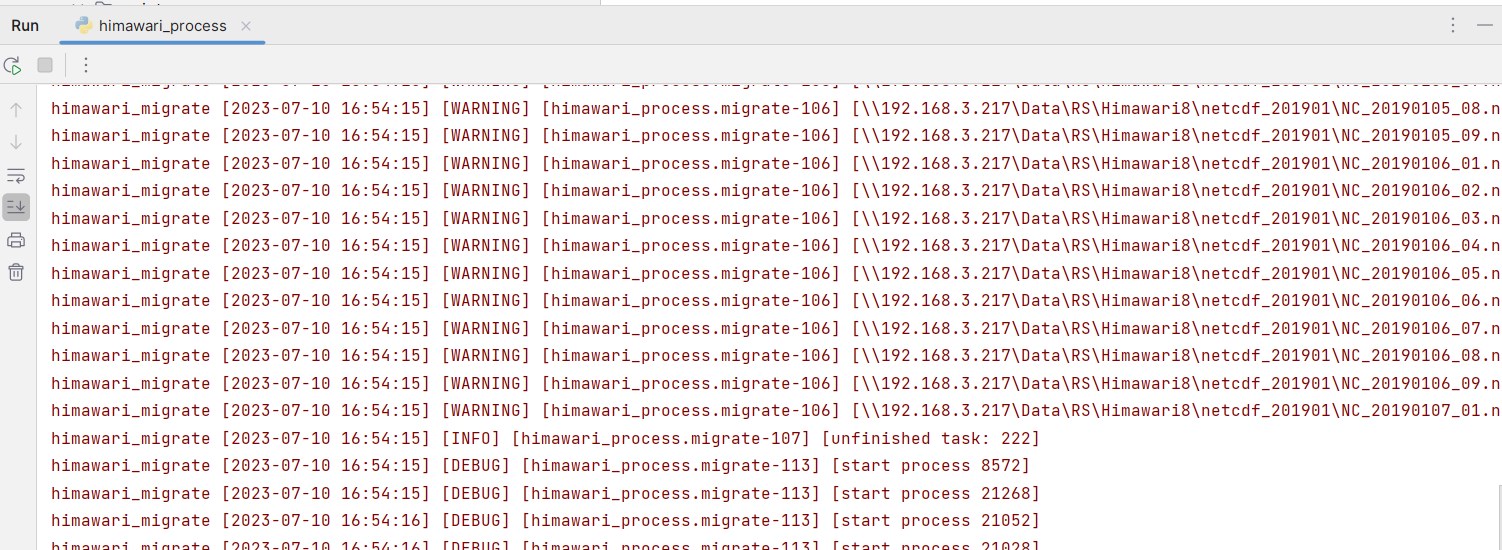 Run himawari_process
himawari_migrate [2023-07-10 16:54:15] [WARNING] [himawari_process.migrate-106] [\\192.168.3.217\Data\RS\Himawari8\netcdf_201901\NC_20190105_08.n
himawari_migrate [2023-07-10 16:54:15] [WARNING] [himawari_process.migrate-106] [\\192.168.3.217\Data\RS\Himawari8\netcdf_201901\NC_20190105_09.n
himawari_migrate [2023-07-10 16:54:15] [WARNING] [himawari_process.migrate-106] [\\192.168.3.217\Data\RS\Himawari8\netcdf_201901\NC_20190106_01.n
himawari_migrate [2023-07-10 16:54:15] [WARNING] [himawari_process.migrate-106] [\\192.168.3.217\Data\RS\Himawari8\netcdf_201901\NC_20190106_02.n
himawari_migrate [2023-07-10 16:54:15] [WARNING] [himawari_process.migrate-106] [\\192.168.3.217\Data\RS\Himawari8\netcdf_201901\NC_20190106_03.n
himawari_migrate [2023-07-10 16:54:15] [WARNING] [himawari_process.migrate-106] [\\192.168.3.217\Data\RS\Himawari8\netcdf_201901\NC_20190106_04.n
himawari_migrate [2023-07-10 16:54:15] [WARNING] [himawari_process.migrate-106] [\\192.168.3.217\Data\RS\Himawari8\netcdf_201901\NC_20190106_05.n
himawari_migrate [2023-07-10 16:54:15] [WARNING] [himawari_process.migrate-106] [\\192.168.3.217\Data\RS\Himawari8\netcdf_201901\NC_20190106_06.n
himawari_migrate [2023-07-10 16:54:15] [WARNING] [himawari_process.migrate-106] [\\192.168.3.217\Data\RS\Himawari8\netcdf_201901\NC_20190106_07.n
himawari_migrate [2023-07-10 16:54:15] [WARNING] [himawari_process.migrate-106] [\\192.168.3.217\Data\RS\Himawari8\netcdf_201901\NC_20190106_08.n
himawari_migrate [2023-07-10 16:54:15] [WARNING] [himawari_process.migrate-106] [\\192.168.3.217\Data\RS\Himawari8\netcdf_201901\NC_20190106_09.n
himawari_migrate [2023-07-10 16:54:15] [WARNING] [himawari_process.migrate-106] [\\192.168.3.217\Data\RS\Himawari8\netcdf_201901\NC_20190107_01.n
himawari_migrate [2023-07-10 16:54:15] [INFO] [himawari_process.migrate-107] [unfinished task: 222]
himawari_migrate [2023-07-10 16:54:15] [DEBUG] [himawari_process.migrate-113] [start process 8572]
himawari_migrate [2023-07-10 16:54:15] [DEBUG] [himawari_process.migrate-113] [start process 21268]
himawari_migrate [2023-07-10 16:54:16] [DEBUG] [himawari_process.migrate-113] [start process 21052]
himawari_migrate [2023-07-10 16:54:16] [DEBUG] [himawari_process.migrate-113] [start process 21028]